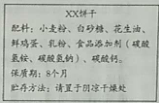 XX饼干
配料：小麦粉、白砂糖、花生油、
鲜鸡蛋、乳粉、食品添加剂（碳酸
氢铵、碳酸氢钠）、碳酸钙。
保质期：8个月
贮存方法：请置于阴凉干燥处